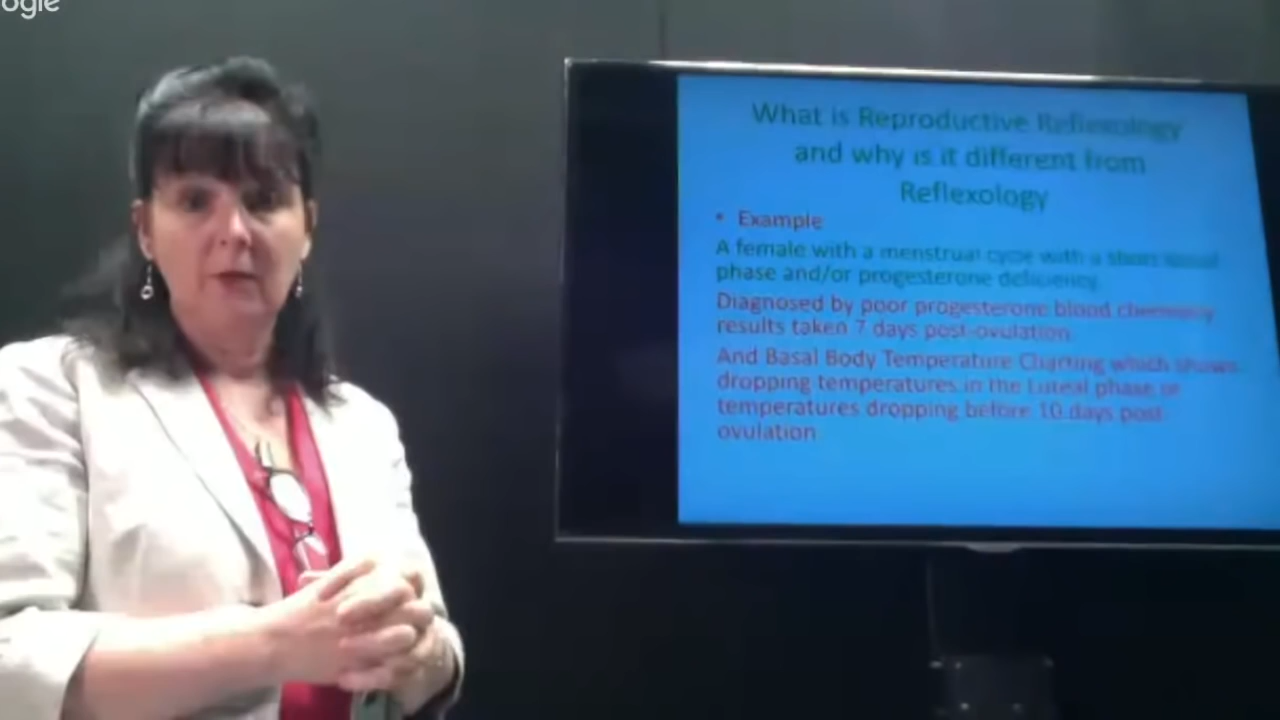 ogle
What is Reproductive Reflexology
and why is it different from
Reflexology
• Example
A female with a menstrual cycle with a short luteal
phase and/or progesterone deficiency.
Diagnosed by poor progesterone blood chemistry
results taken 7 days post-ovulation.
And Basal Body Temperature Charting which shows
dropping temperatures in the Luteal phase or
temperatures dropping before 10 days post
ovulation